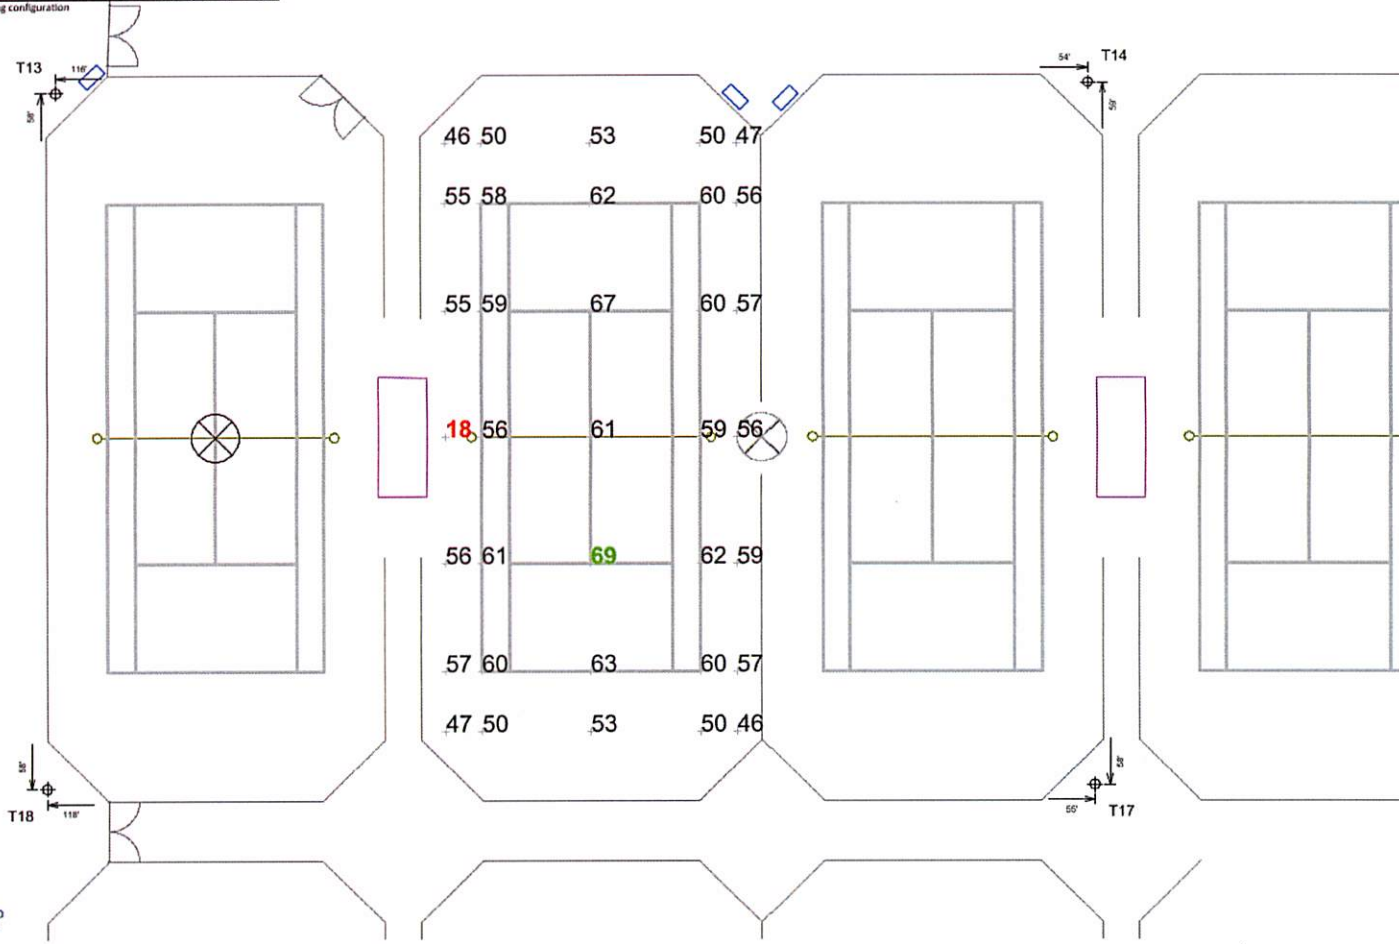 g configuration
T13
116'
58'
54'
T14
59'
46 50 53 50 47
55 58 62 60 56
55 59 67 60 57
18 56 61 59 56
56 61 69 62 59
57 60 63 60 57
47 50 53 50 46
58'
T18
118'
58'
55'
T17